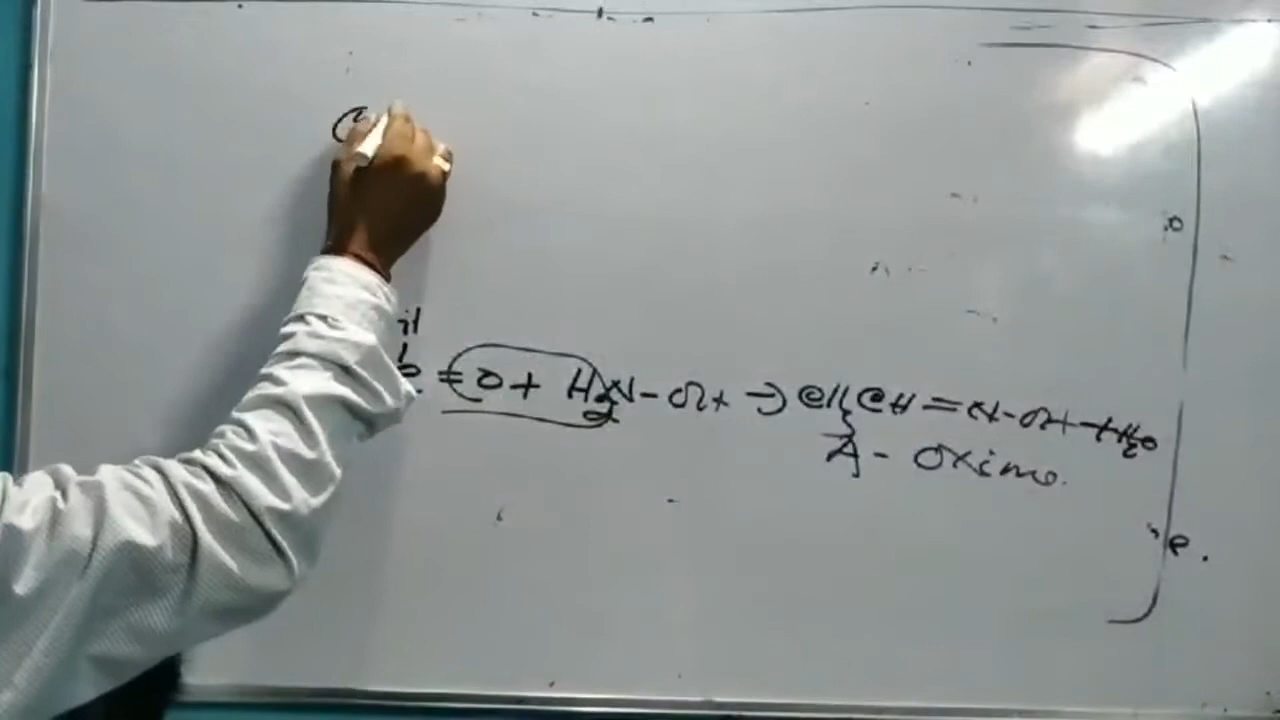 H
C = O + H₂N-OH → CH₃CH=N-OH + H₂O
A - Oxime.